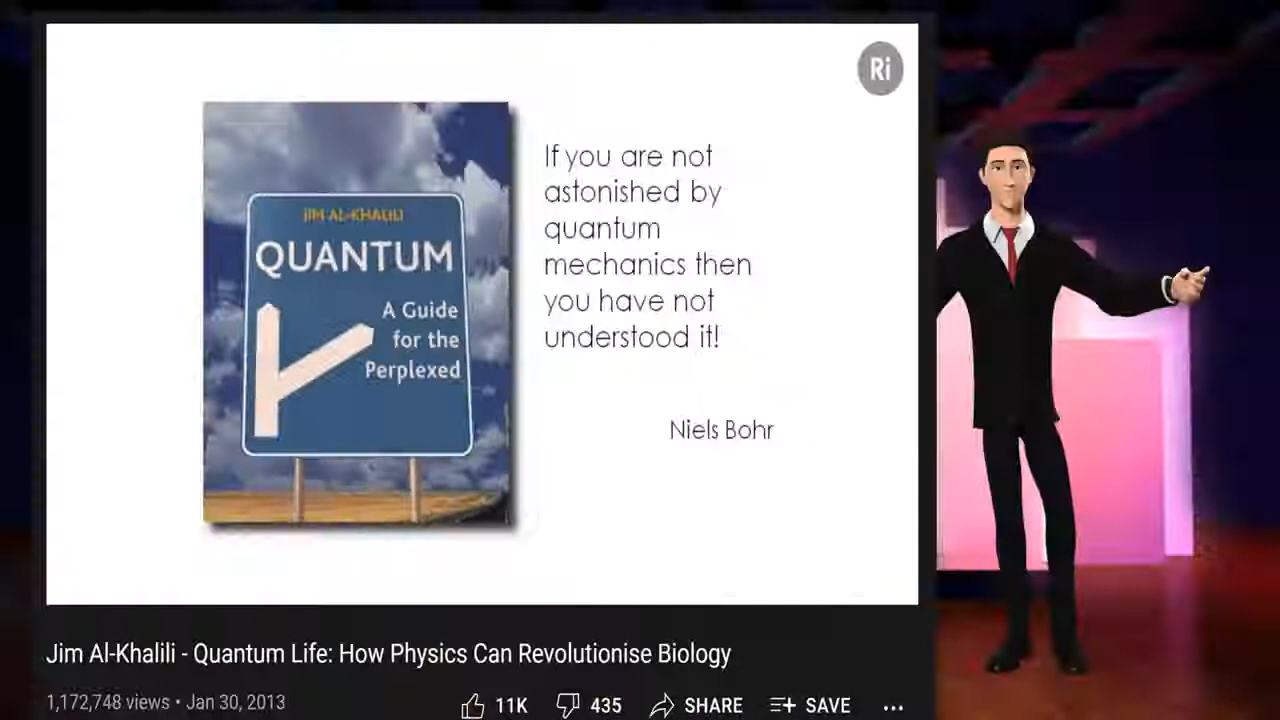 Ri
JIM AL-KHALILI
QUANTUM
A Guide
for the
Perplexed
If you are not
astonished by
quantum
mechanics then
you have not
understood it!
Niels Bohr
Jim Al-Khalili - Quantum Life: How Physics Can Revolutionise Biology
1,172,748 views • Jan 30, 2013
11K
435
SHARE
SAVE